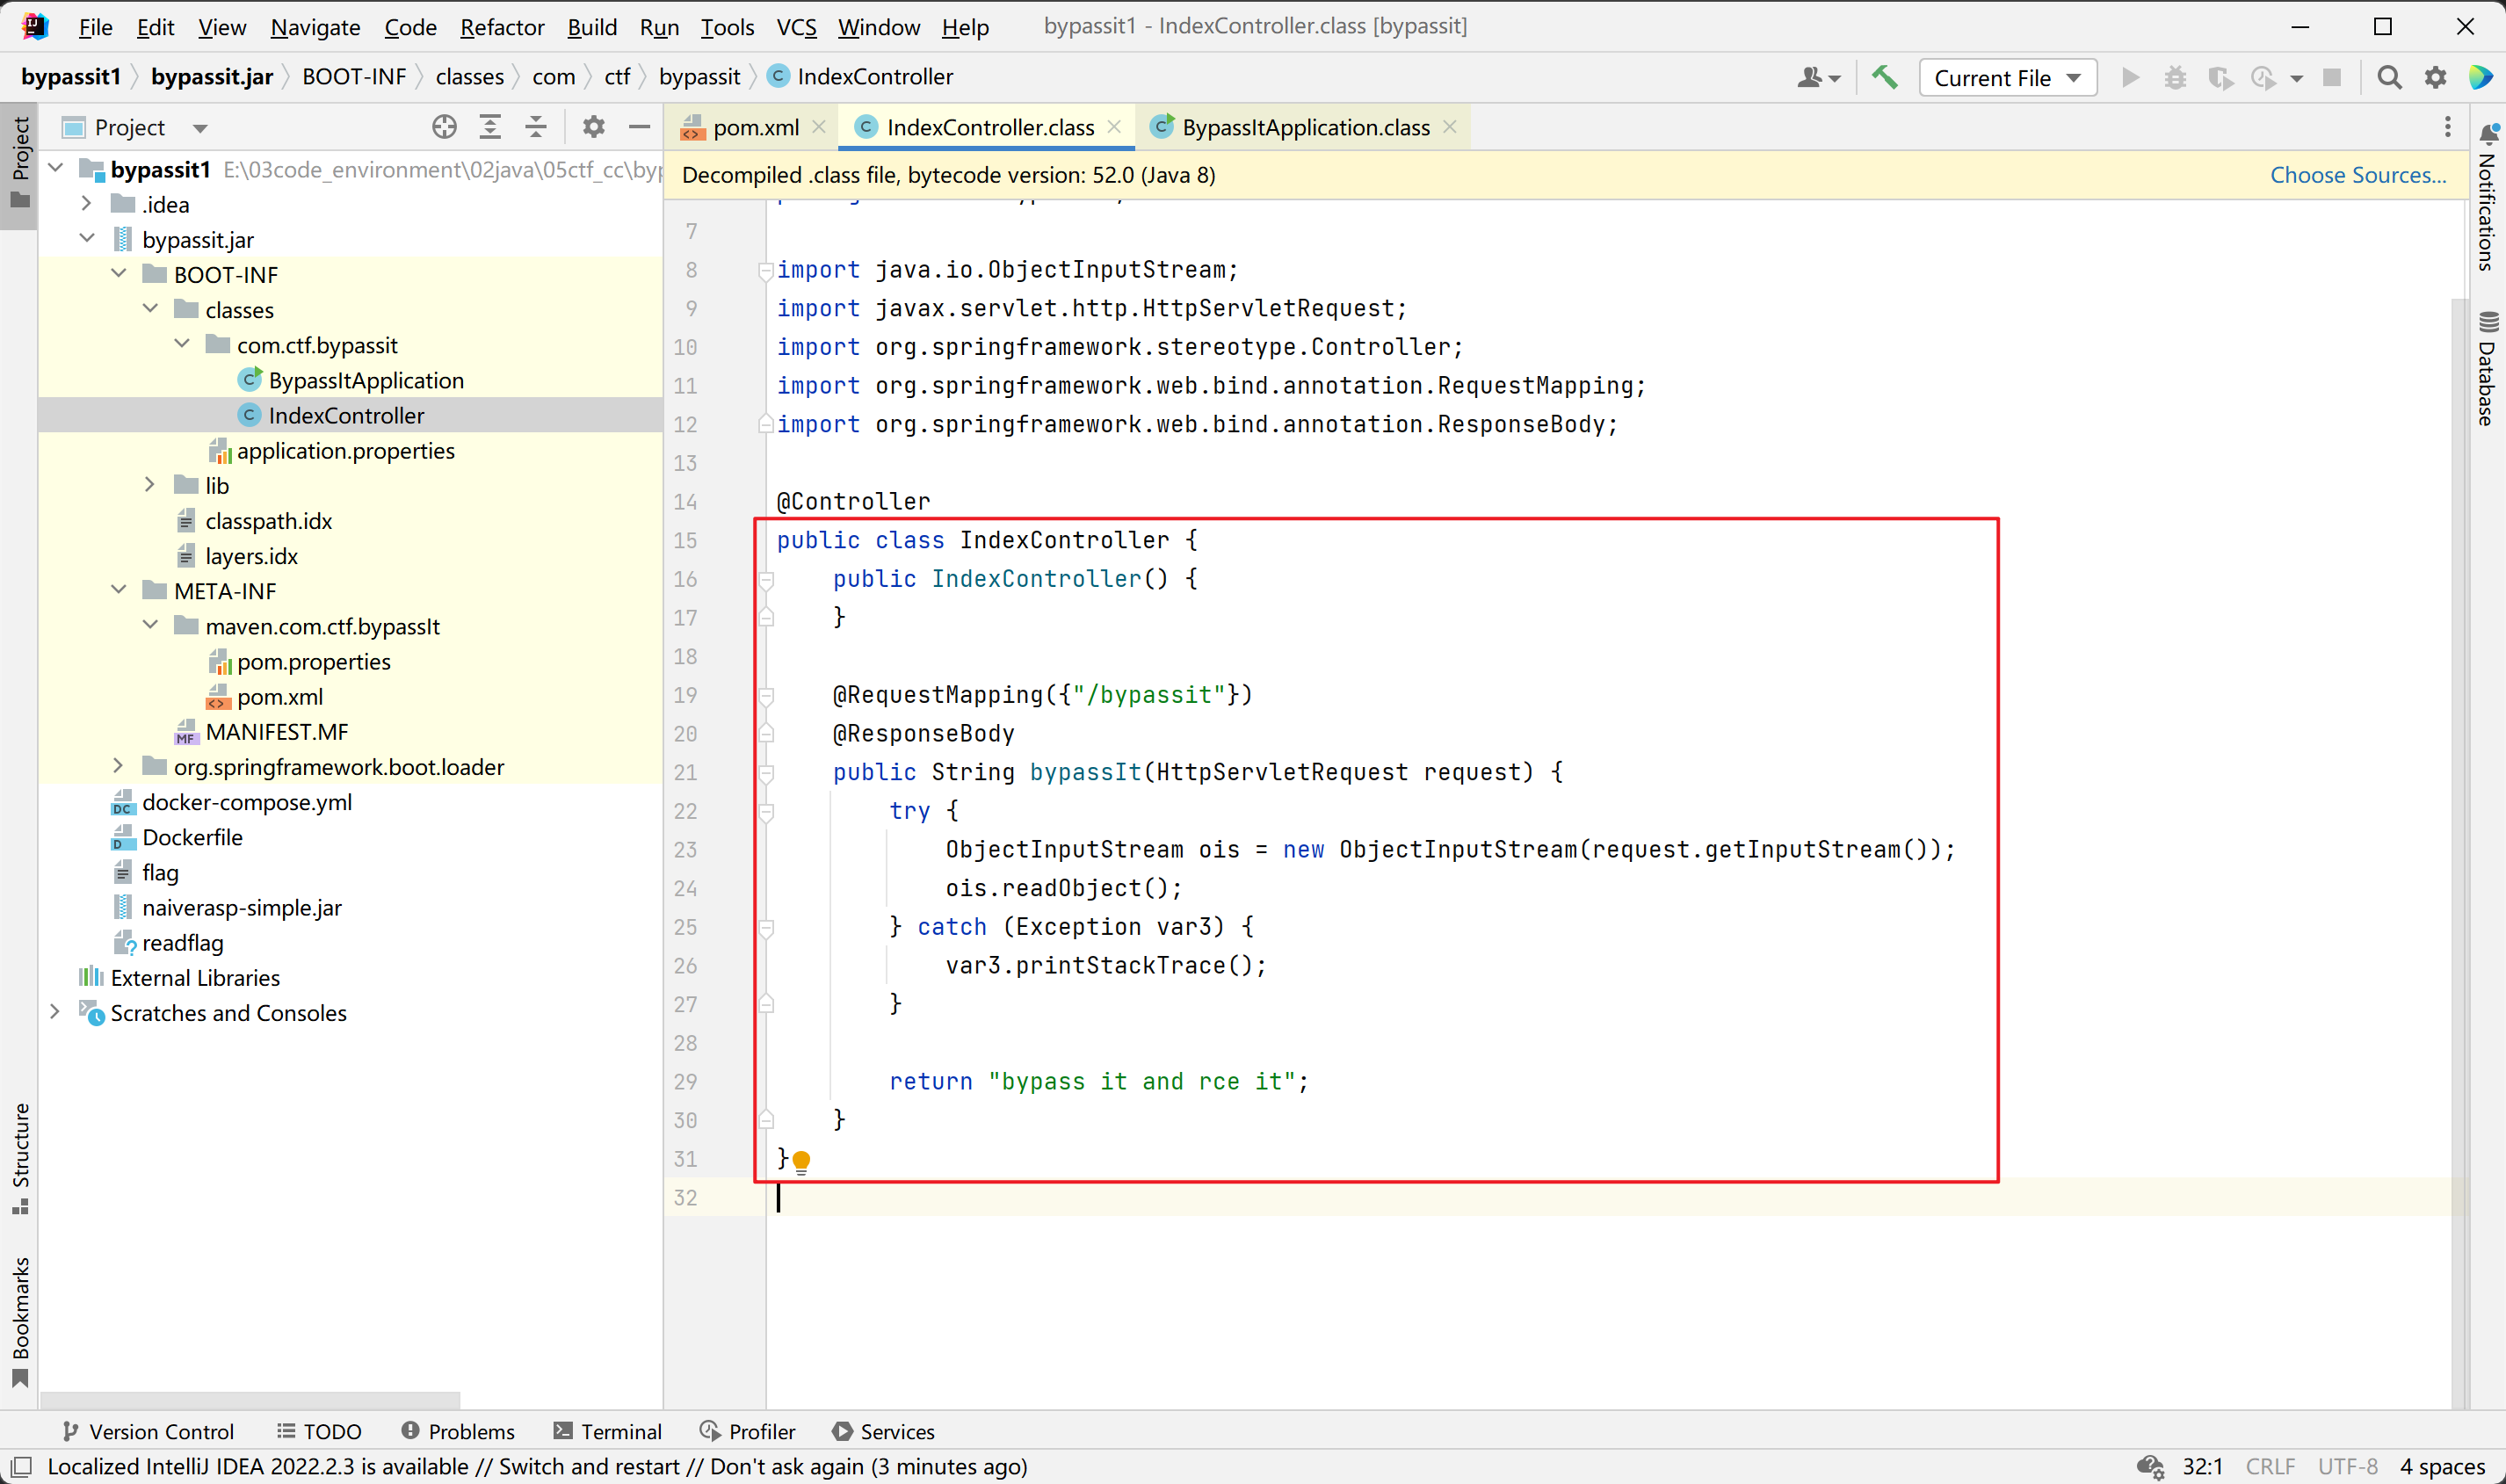 File Edit View Navigate Code Refactor Build Run Tools VCS Window Help bypassit1 - IndexController.class [bypassit]
bypassit1 bypassit.jar BOOT-INF classes com ctf bypassit IndexController Current File
Project
pom.xml IndexController.class BypassItApplication.class
Decompiled .class file, bytecode version: 52.0 (Java 8) Choose Sources...
Project
Structure
Bookmarks
bypassit1 E:\03code_environment\02java\05ctf_cc\byp
.idea
bypassit.jar
BOOT-INF
classes
com.ctf.bypassit
BypassItApplication
IndexController
application.properties
lib
classpath.idx
layers.idx
META-INF
maven.com.ctf.bypassIt
pom.properties
pom.xml
MANIFEST.MF
org.springframework.boot.loader
docker-compose.yml
Dockerfile
flag
naiverasp-simple.jar
readflag
External Libraries
Scratches and Consoles
7
8 import java.io.ObjectInputStream;
9 import javax.servlet.http.HttpServletRequest;
10 import org.springframework.stereotype.Controller;
11 import org.springframework.web.bind.annotation.RequestMapping;
12 import org.springframework.web.bind.annotation.ResponseBody;
13
14 @Controller
15 public class IndexController {
16     public IndexController() {
17     }
18
19     @RequestMapping({"/bypassit"})
20     @ResponseBody
21     public String bypassIt(HttpServletRequest request) {
22         try {
23             ObjectInputStream ois = new ObjectInputStream(request.getInputStream());
24             ois.readObject();
25         } catch (Exception var3) {
26             var3.printStackTrace();
27         }
28
29         return "bypass it and rce it";
30     }
31 }
32
Notifications
Database
Version Control TODO Problems Terminal Profiler Services
Localized IntelliJ IDEA 2022.2.3 is available // Switch and restart // Don't ask again (3 minutes ago) 32:1 CRLF UTF-8 4 spaces